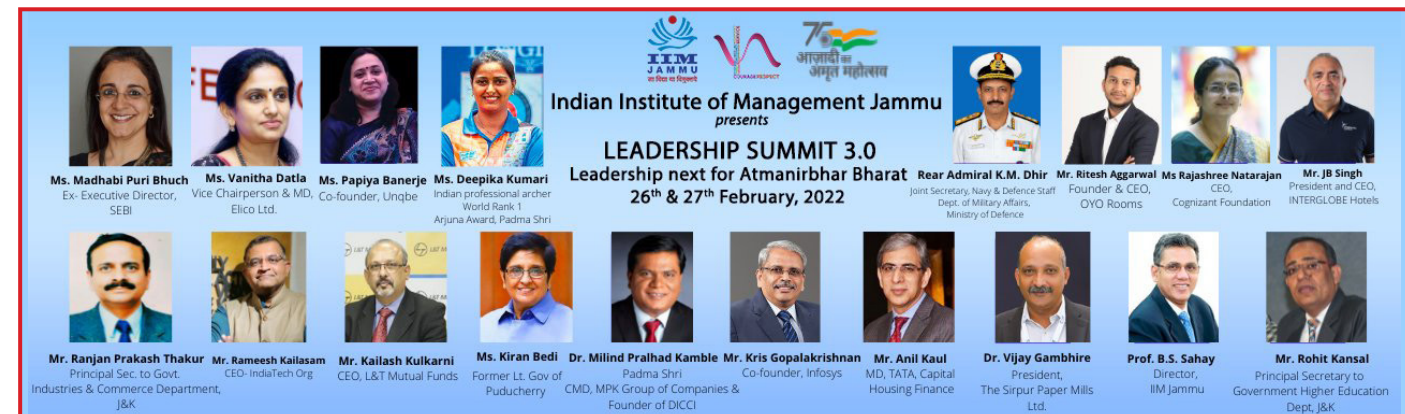 IIM
JAMMU
सा विद्या या विमुक्तये
COURAGE RESPECT
75
आज़ादी का
अमृत महोत्सव
Indian Institute of Management Jammu
presents
LEADERSHIP SUMMIT 3.0
Leadership next for Atmanirbhar Bharat
26th & 27th February, 2022
Ms. Madhabi Puri Bhuch
Ex- Executive Director,
SEBI
Ms. Vanitha Datla
Vice Chairperson & MD,
Elico Ltd.
Ms. Papiya Banerje
Co-founder, Unqbe
Ms. Deepika Kumari
Indian professional archer
World Rank 1
Arjuna Award, Padma Shri
Rear Admiral K.M. Dhir
Joint Secretary, Navy & Defence Staff
Dept. of Military Affairs,
Ministry of Defence
Mr. Ritesh Aggarwal
Founder & CEO,
OYO Rooms
Ms Rajashree Natarajan
CEO,
Cognizant Foundation
Mr. JB Singh
President and CEO,
INTERGLOBE Hotels
Mr. Ranjan Prakash Thakur
Principal Sec. to Govt.
Industries & Commerce Department,
J&K
Mr. Rameesh Kailasam
CEO- IndiaTech Org
Mr. Kailash Kulkarni
CEO, L&T Mutual Funds
Ms. Kiran Bedi
Former Lt. Gov of
Puducherry
Dr. Milind Pralhad Kamble
Padma Shri
CMD, MPK Group of Companies &
Founder of DICCI
Mr. Kris Gopalakrishnan
Co-founder, Infosys
Mr. Anil Kaul
MD, TATA, Capital
Housing Finance
Dr. Vijay Gambhire
President,
The Sirpur Paper Mills
Ltd.
Prof. B.S. Sahay
Director,
IIM Jammu
Mr. Rohit Kansal
Principal Secretary to
Government Higher Education
Dept, J&K